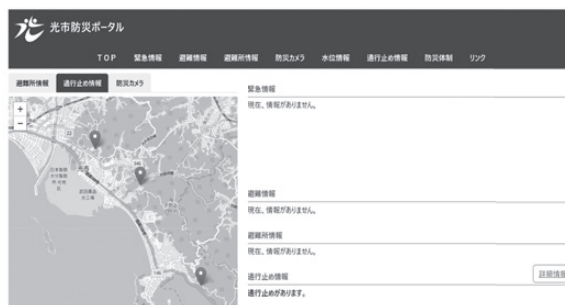 光市防災ポータル
TOP 緊急情報 避難情報 避難所情報 防災カメラ 水位情報 通行止め情報 防災体制 リンク
避難所情報 通行止め情報 防災カメラ
+
−
緊急情報
現在、情報がありません。
避難情報
現在、情報がありません。
避難所情報
現在、情報がありません。
通行止め情報
詳細情報
通行止めがあります。